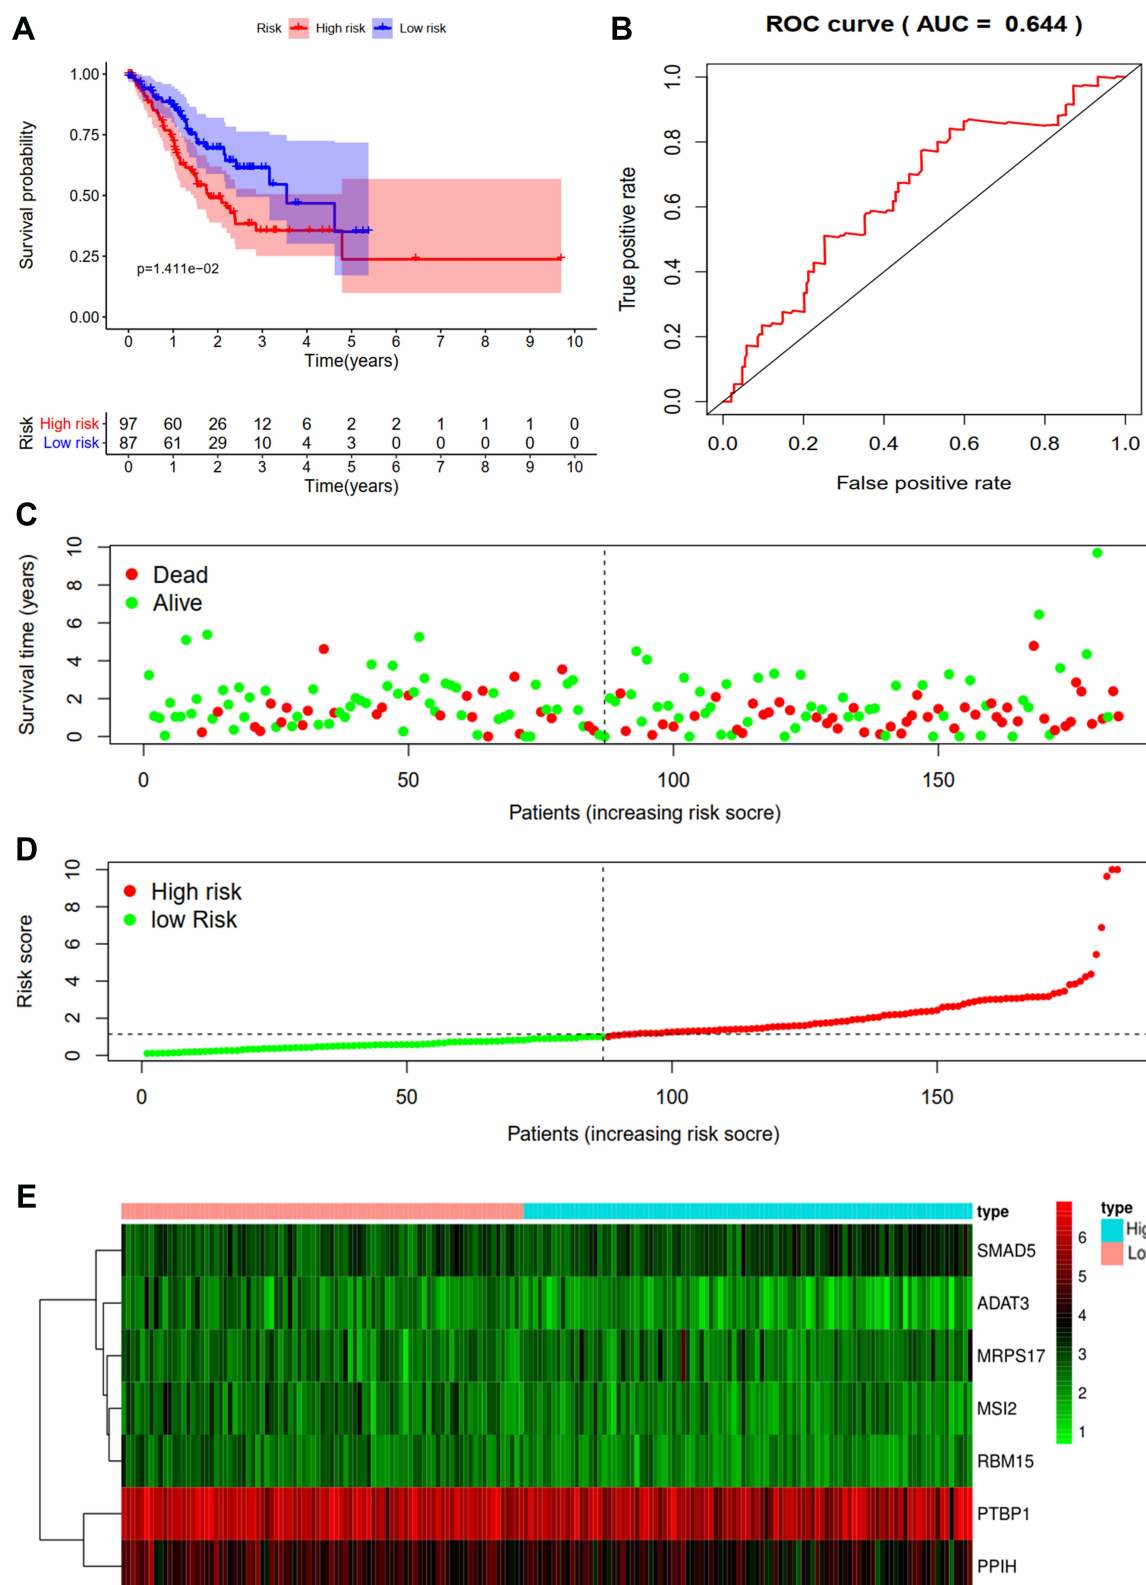 A
Risk High risk Low risk
Survival probability
1.00
0.75
0.50
0.25
0.00
p=1.411e−02
0 1 2 3 4 5 6 7 8 9 10
Time(years)
Risk
High risk 97 60 26 12 6 2 2 1 1 1 0
Low risk 87 61 29 10 4 3 0 0 0 0 0
0 1 2 3 4 5 6 7 8 9 10
Time(years)
B
ROC curve ( AUC = 0.644 )
True positive rate
1.0
0.8
0.6
0.4
0.2
0.0
0.0 0.2 0.4 0.6 0.8 1.0
False positive rate
C
Survival time (years)
10
8
6
4
2
0
Dead
Alive
0 50 100 150
Patients (increasing risk socre)
D
Risk score
10
8
6
4
2
0
High risk
low Risk
0 50 100 150
Patients (increasing risk socre)
E
type
SMAD5
ADAT3
MRPS17
MSI2
RBM15
PTBP1
PPIH
6
5
4
3
2
1
type
Hig
Lo